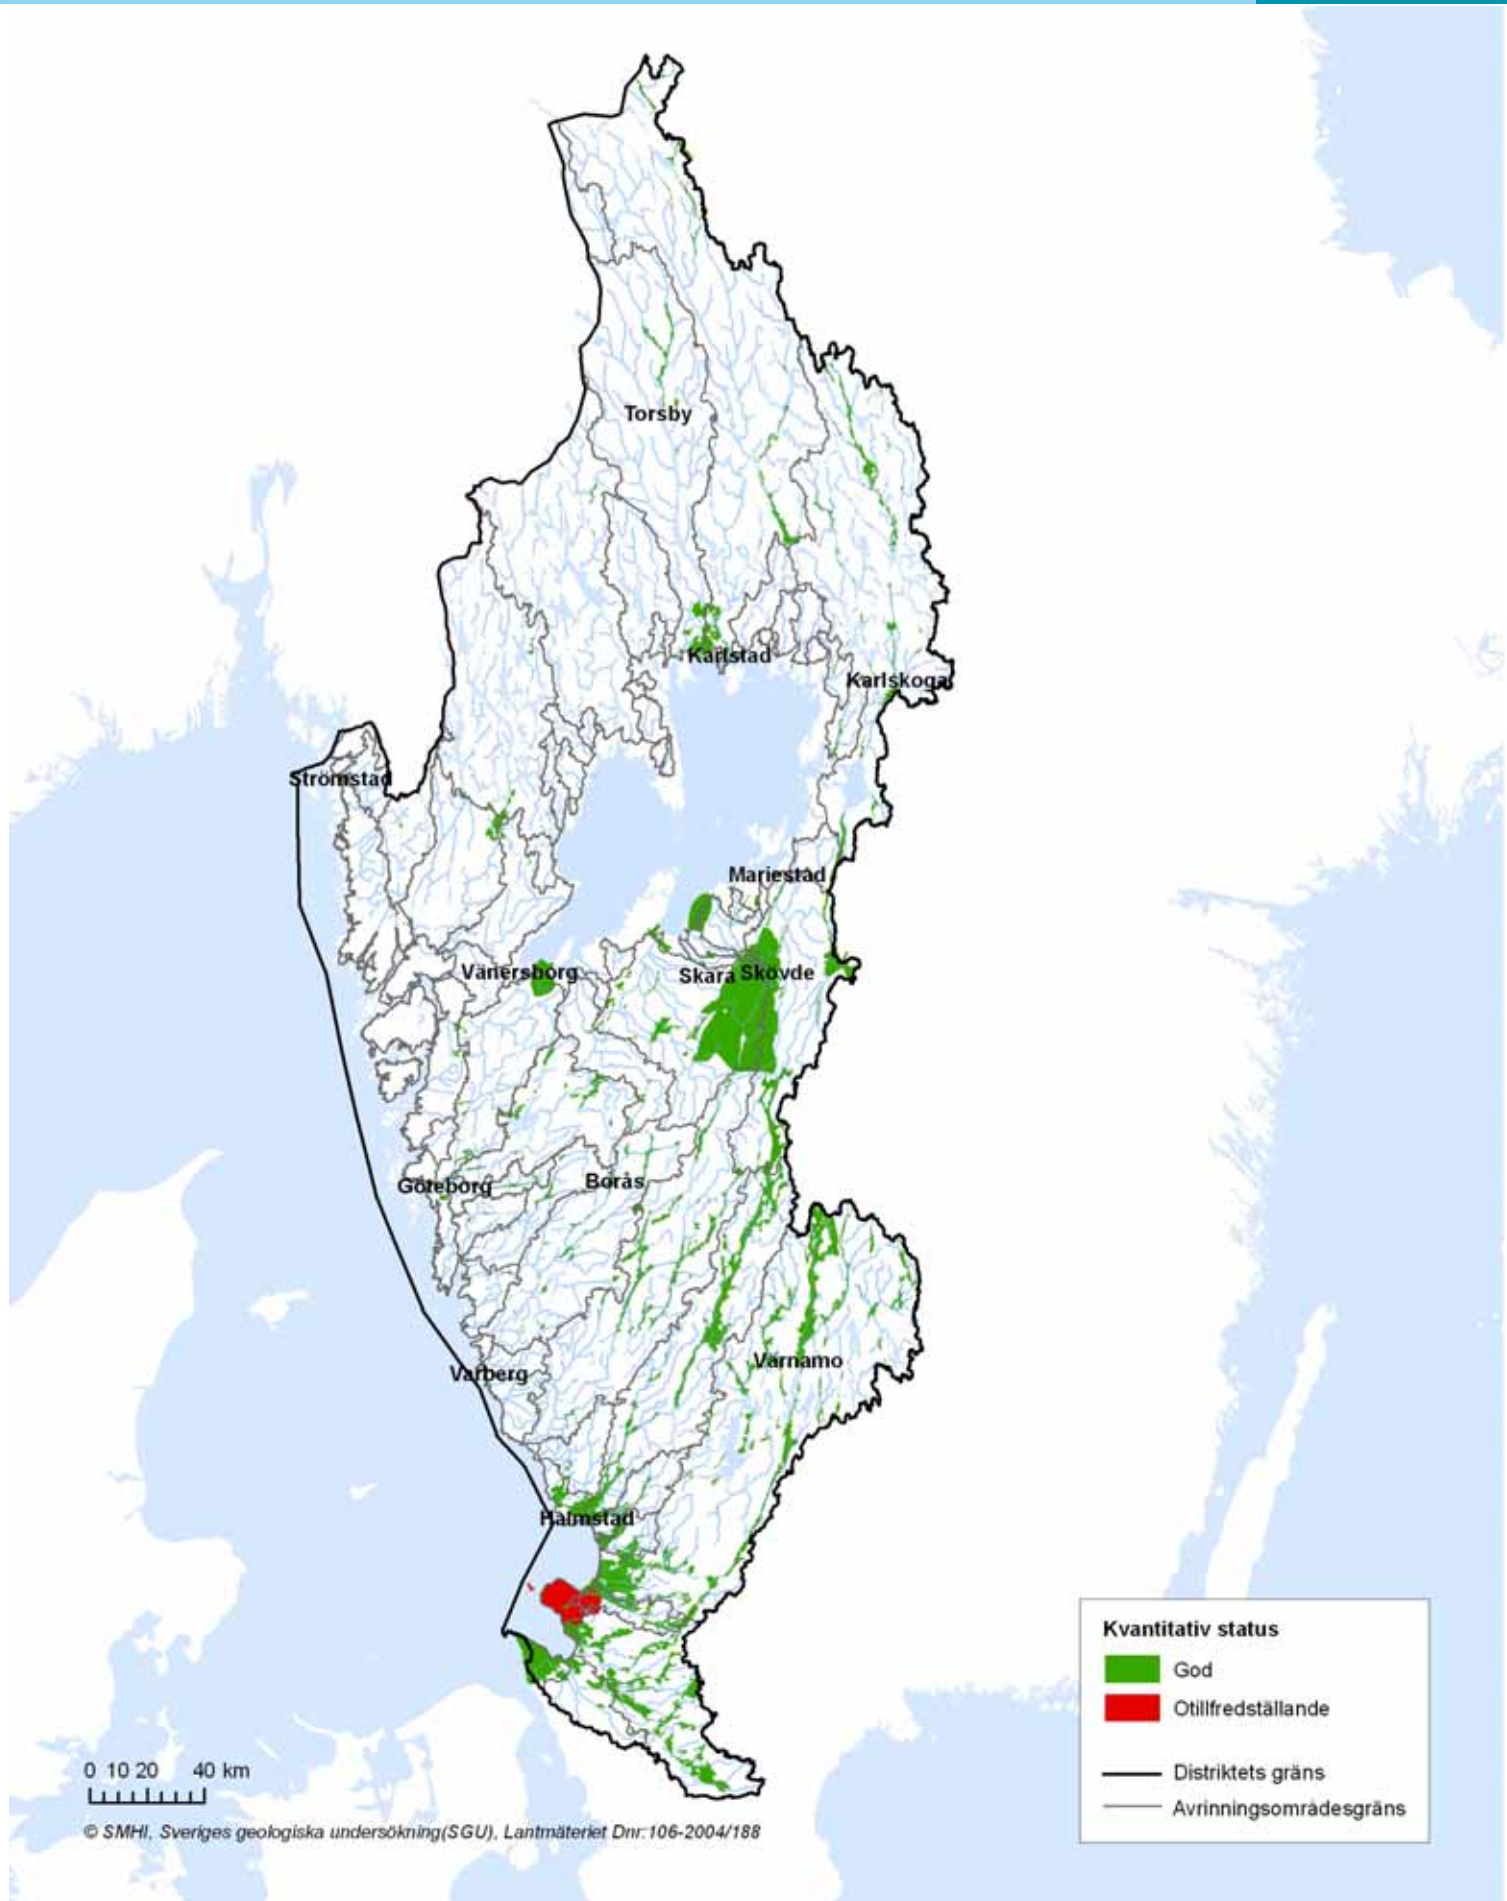 Torsby
Karlstad
Karlskoga
Strömstad
Mariestad
Vänersborg
Skara
Skövde
Göteborg
Borås
Värnamo
Varberg
Halmstad
Kvantitativ status
God
Otillfredställande
Distriktets gräns
Avrinningsområdesgräns
0 10 20 40 km
© SMHI, Sveriges geologiska undersökning(SGU), Lantmäteriet Dnr:106-2004/188